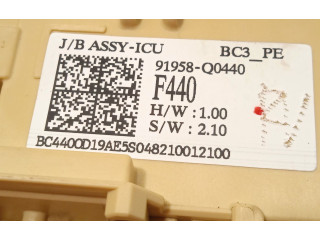 J/B ASSY-ICU BC3_PE
91958-Q0440
F440
H/W : 1.00
S/W : 2.10
BC4400D19AE5S048210012100